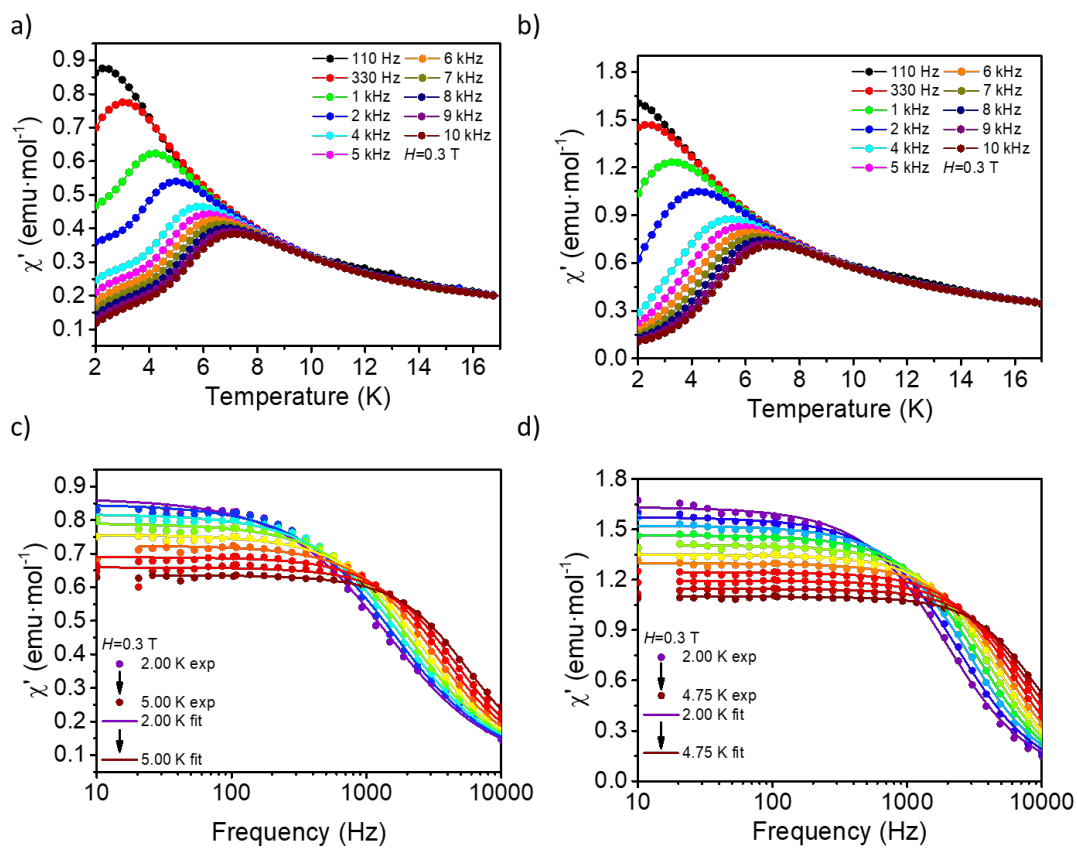 a)
χ' (emu·mol⁻¹)
0.9
0.8
0.7
0.6
0.5
0.4
0.3
0.2
0.1
110 Hz
330 Hz
1 kHz
2 kHz
4 kHz
5 kHz
6 kHz
7 kHz
8 kHz
9 kHz
10 kHz
H=0.3 T
2 4 6 8 10 12 14 16
Temperature (K)
b)
χ' (emu·mol⁻¹)
1.8
1.5
1.2
0.9
0.6
0.3
0.0
110 Hz
330 Hz
1 kHz
2 kHz
4 kHz
5 kHz
6 kHz
7 kHz
8 kHz
9 kHz
10 kHz
H=0.3 T
2 4 6 8 10 12 14 16
Temperature (K)
c)
χ' (emu·mol⁻¹)
0.9
0.8
0.7
0.6
0.5
0.4
0.3
0.2
0.1
H=0.3 T
2.00 K exp
5.00 K exp
2.00 K fit
5.00 K fit
10 100 1000 10000
Frequency (Hz)
d)
χ' (emu·mol⁻¹)
1.8
1.5
1.2
0.9
0.6
0.3
0.0
H=0.3 T
2.00 K exp
4.75 K exp
2.00 K fit
4.75 K fit
10 100 1000 10000
Frequency (Hz)